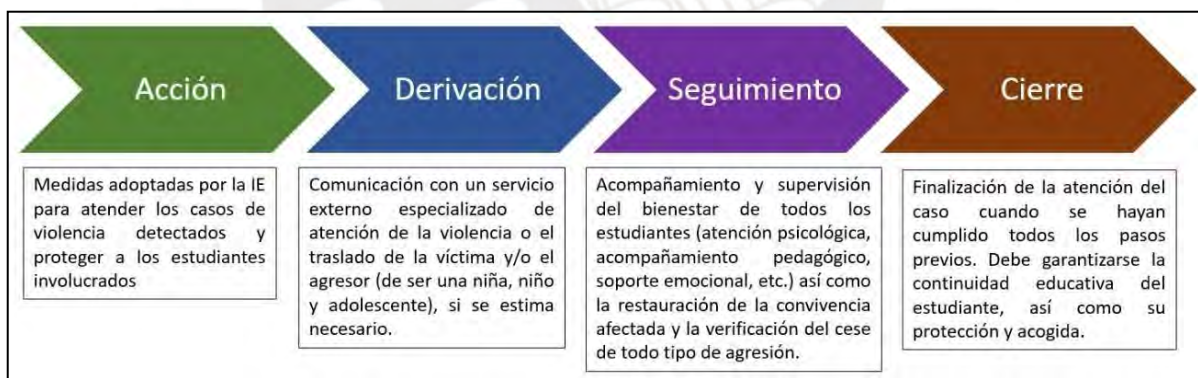 Acción
Derivación
Seguimiento
Cierre
Medidas adoptadas por la IE
para atender los casos de
violencia detectados y
proteger a los estudiantes
involucrados
Comunicación con un servicio
externo especializado de
atención de la violencia o el
traslado de la víctima y/o el
agresor (de ser una niña, niño
y adolescente), si se estima
necesario.
Acompañamiento y supervisión
del bienestar de todos los
estudiantes (atención psicológica,
acompañamiento pedagógico,
soporte emocional, etc.) así como
la restauración de la convivencia
afectada y la verificación del cese
de todo tipo de agresión.
Finalización de la atención del
caso cuando se hayan
cumplido todos los pasos
previos. Debe garantizarse la
continuidad educativa del
estudiante, así como su
protección y acogida.